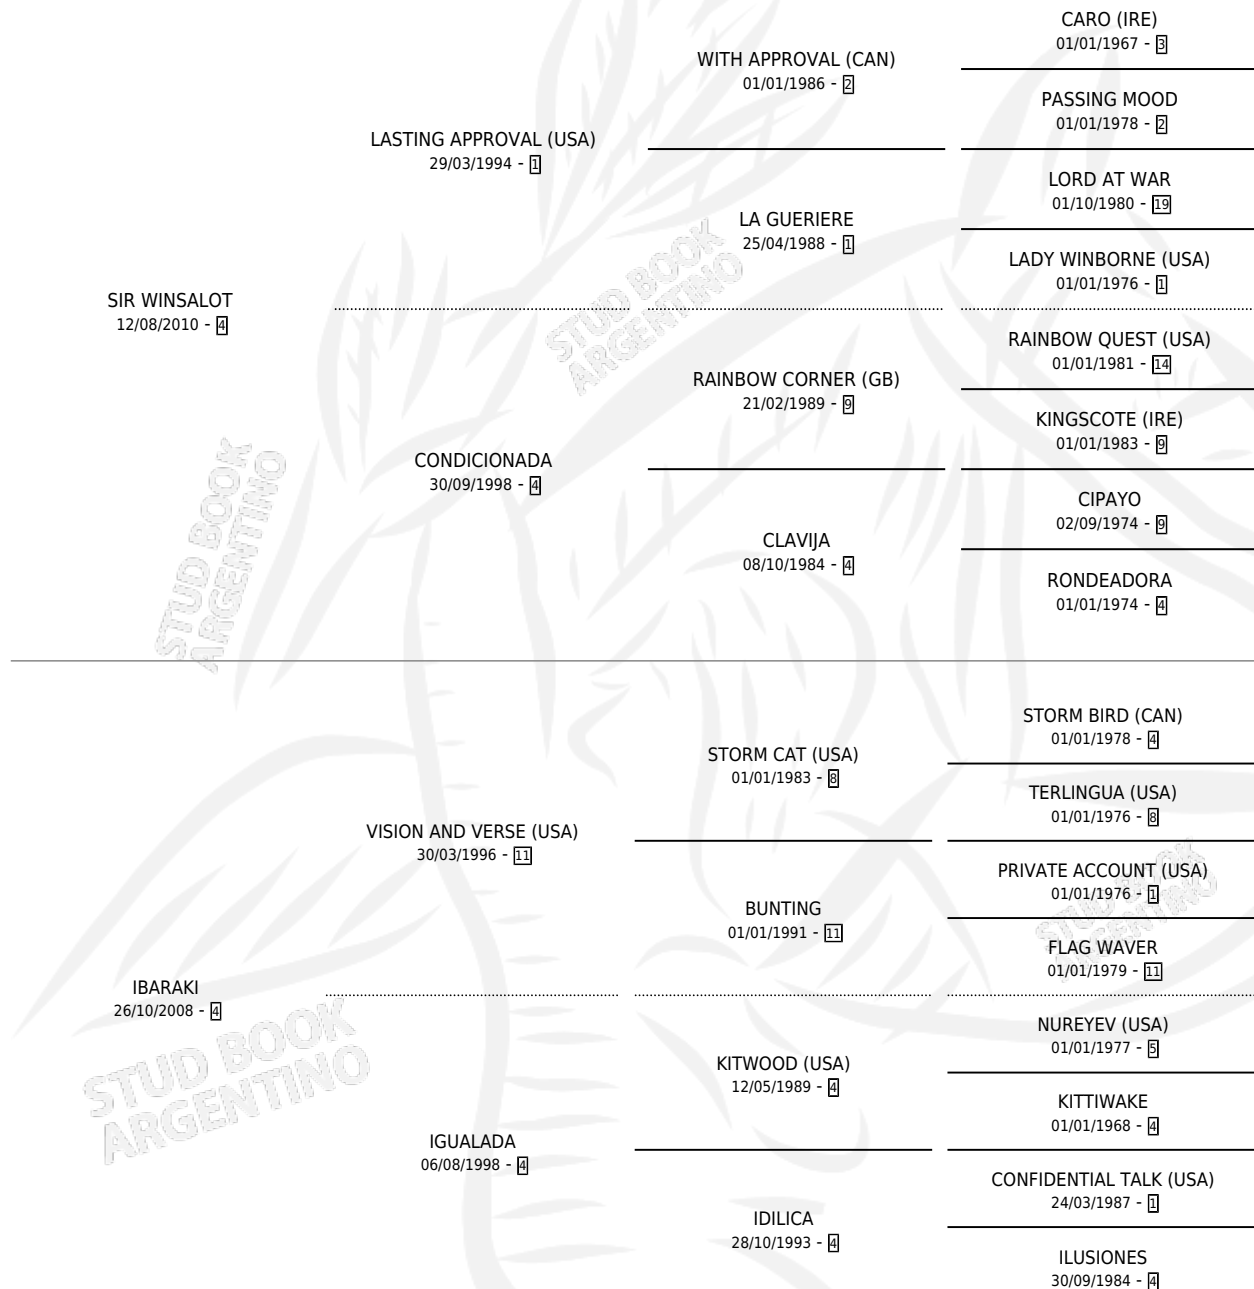 SIR WINSALOT
12/08/2010 - 4
LASTING APPROVAL (USA)
29/03/1994 - 1
CONDICIONADA
30/09/1998 - 4
WITH APPROVAL (CAN)
01/01/1986 - 2
LA GUERIERE
25/04/1988 - 1
RAINBOW CORNER (GB)
21/02/1989 - 9
CLAVIJA
08/10/1984 - 4
CARO (IRE)
01/01/1967 - 3
PASSING MOOD
01/01/1978 - 2
LORD AT WAR
01/10/1980 - 19
LADY WINBORNE (USA)
01/01/1976 - 1
RAINBOW QUEST (USA)
01/01/1981 - 14
KINGSCOTE (IRE)
01/01/1983 - 9
CIPAYO
02/09/1974 - 9
RONDEADORA
01/01/1974 - 4
IBARAKI
26/10/2008 - 4
VISION AND VERSE (USA)
30/03/1996 - 11
IGUALADA
06/08/1998 - 4
STORM CAT (USA)
01/01/1983 - 8
BUNTING
01/01/1991 - 11
KITWOOD (USA)
12/05/1989 - 4
IDILICA
28/10/1993 - 4
STORM BIRD (CAN)
01/01/1978 - 4
TERLINGUA (USA)
01/01/1976 - 8
PRIVATE ACCOUNT (USA)
01/01/1976 - 1
FLAG WAVER
01/01/1979 - 11
NUREYEV (USA)
01/01/1977 - 5
KITTIWAKE
01/01/1968 - 4
CONFIDENTIAL TALK (USA)
24/03/1987 - 1
ILUSIONES
30/09/1984 - 4
STUD BOOK
ARGENTINO
STUD BOOK
ARGENTINO
STUD BOOK
ARGENTINO
STUD BOOK
ARGENTINO